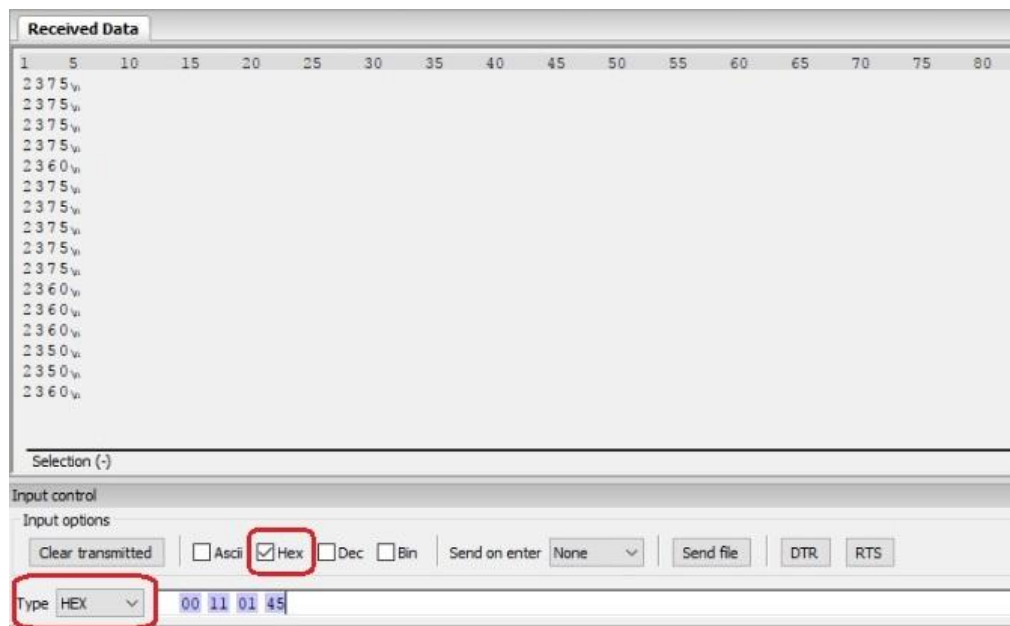 Received Data
1 5 10 15 20 25 30 35 40 45 50 55 60 65 70 75 80
2375\n
2375\n
2375\n
2375\n
2360\n
2375\n
2375\n
2375\n
2375\n
2375\n
2360\n
2360\n
2360\n
2350\n
2350\n
2360\n
Selection (-)
Input control
Input options
Clear transmitted Ascii Hex Dec Bin Send on enter None Send file DTR RTS
Type HEX 00 11 01 45